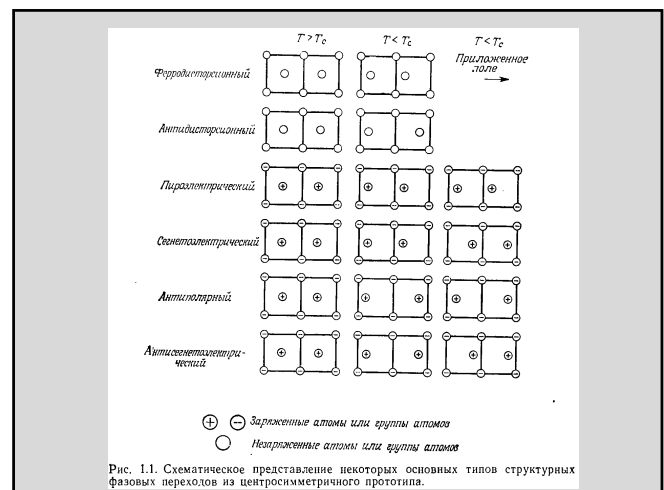 T > Tc T < Tc T < Tc
Приложенное
поле
Ферродисторсионный
Антидисторсионный
Пироэлектрический
Сегнетоэлектрический
Антиполярный
Антисегнетоэлектри-
ческий
Заряженные атомы или группы атомов
Незаряженные атомы или группы атомов
Рис. 1.1. Схематическое представление некоторых основных типов структурных
фазовых переходов из центросимметричного прототипа.